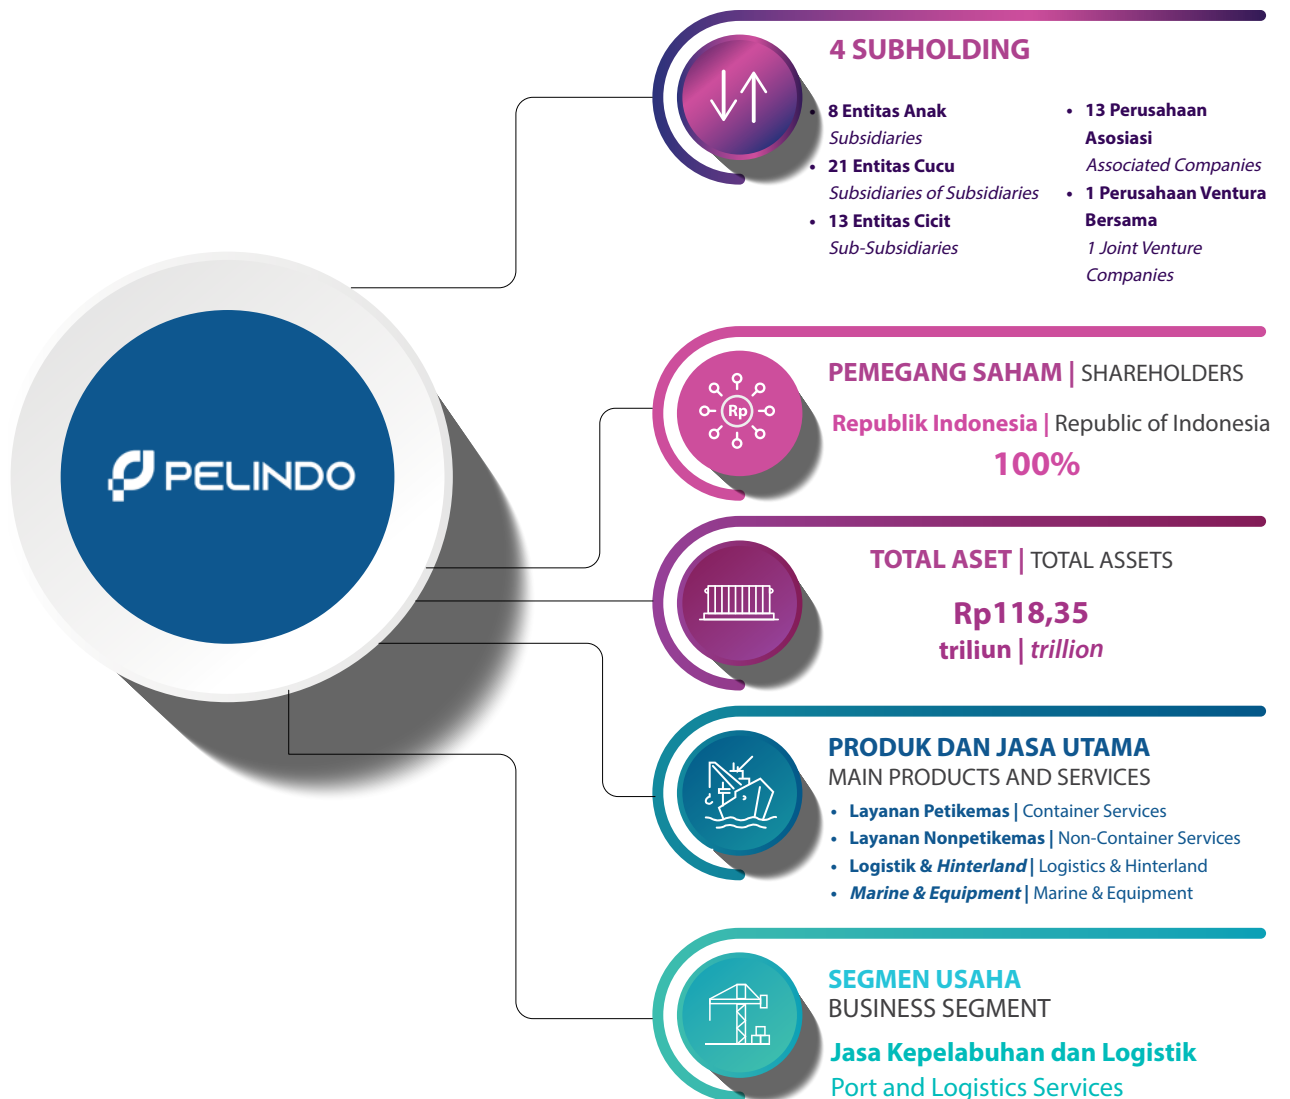 PELINDO
4 SUBHOLDING
• 8 Entitas Anak
Subsidiaries
• 21 Entitas Cucu
Subsidiaries of Subsidiaries
• 13 Entitas Cicit
Sub-Subsidiaries
• 13 Perusahaan
Asosiasi
Associated Companies
• 1 Perusahaan Ventura
Bersama
1 Joint Venture
Companies
PEMEGANG SAHAM | SHAREHOLDERS
Rp
Republik Indonesia | Republic of Indonesia
100%
TOTAL ASET | TOTAL ASSETS
Rp118,35
triliun | trillion
PRODUK DAN JASA UTAMA
MAIN PRODUCTS AND SERVICES
• Layanan Petikemas | Container Services
• Layanan Nonpetikemas | Non-Container Services
• Logistik & Hinterland | Logistics & Hinterland
• Marine & Equipment | Marine & Equipment
SEGMEN USAHA
BUSINESS SEGMENT
Jasa Kepelabuhan dan Logistik
Port and Logistics Services